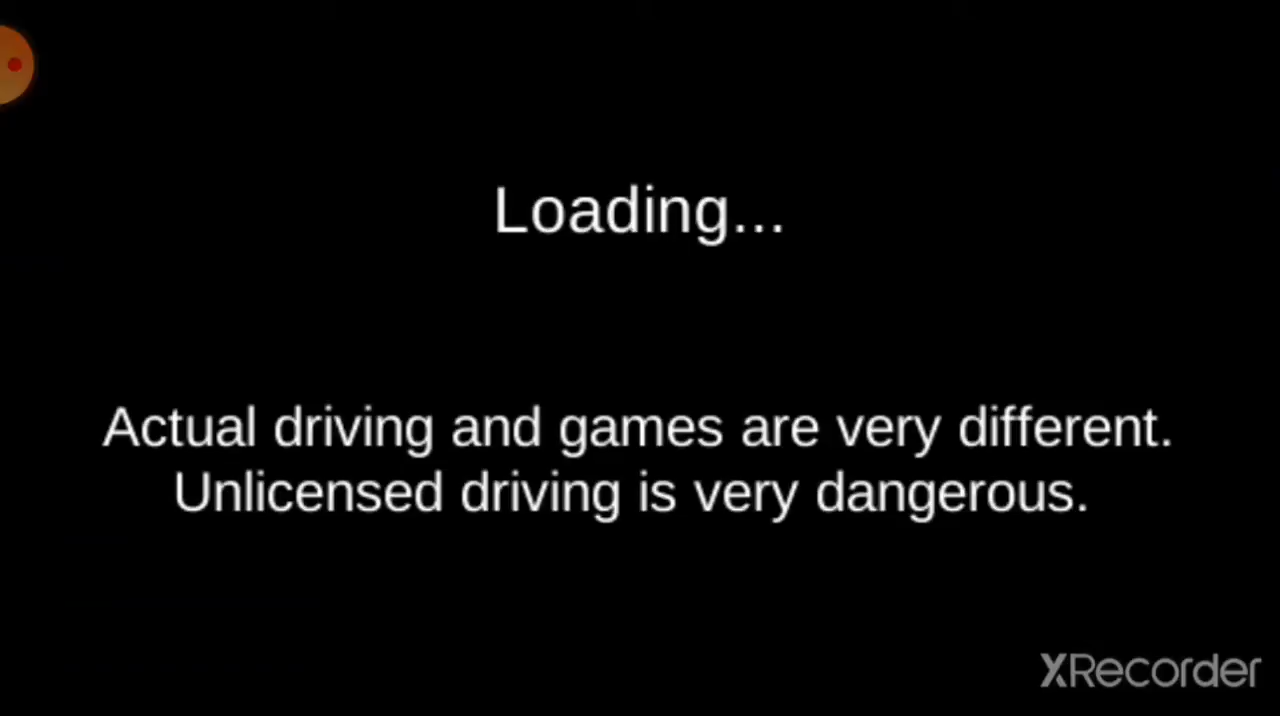 Loading...
Actual driving and games are very different.
Unlicensed driving is very dangerous.
XRecorder